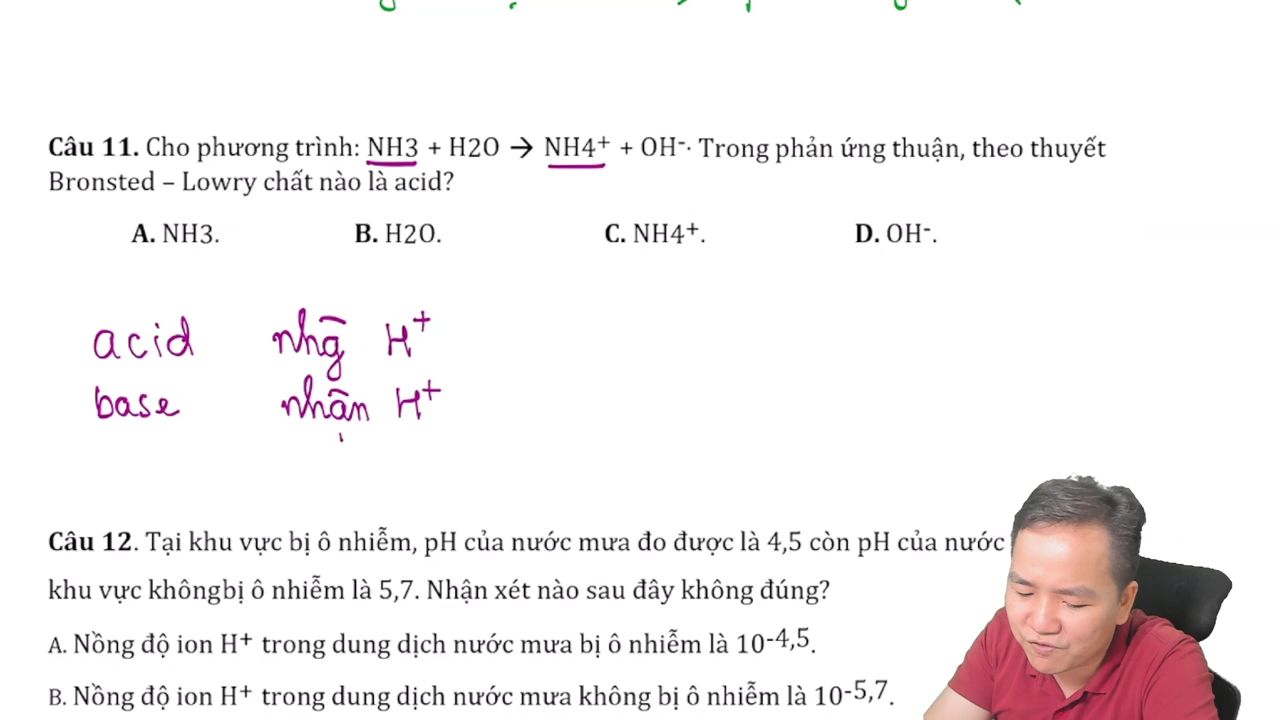 Câu 11. Cho phương trình: NH3 + H2O → NH4⁺ + OH⁻. Trong phản ứng thuận, theo thuyết
Bronsted – Lowry chất nào là acid?
A. NH3. B. H2O. C. NH4⁺. D. OH⁻.
acid nhg̃ H⁺
base nhận H⁺
Câu 12. Tại khu vực bị ô nhiễm, pH của nước mưa đo được là 4,5 còn pH của nước
khu vực khôngbị ô nhiễm là 5,7. Nhận xét nào sau đây không đúng?
A. Nồng độ ion H⁺ trong dung dịch nước mưa bị ô nhiễm là 10⁻⁴,⁵.
B. Nồng độ ion H⁺ trong dung dịch nước mưa không bị ô nhiễm là 10⁻⁵,⁷.